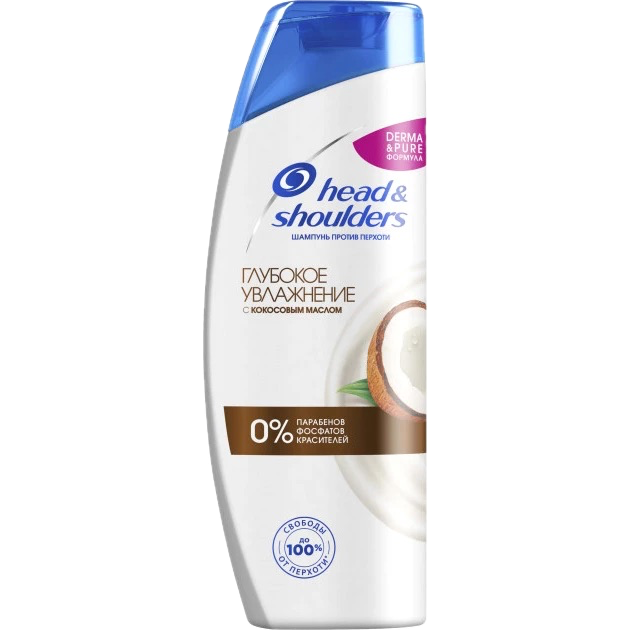 DERMA
&PURE
ФОРМУЛА
head&
shoulders
ШАМПУНЬ ПРОТИВ ПЕРХОТИ
ГЛУБОКОЕ
УВЛАЖНЕНИЕ
С КОКОСОВЫМ МАСЛОМ
0%
ПАРАБЕНОВ
ФОСФАТОВ
КРАСИТЕЛЕЙ
СВОБОДЫ
ДО
100%
ОТ ПЕРХОТИ*